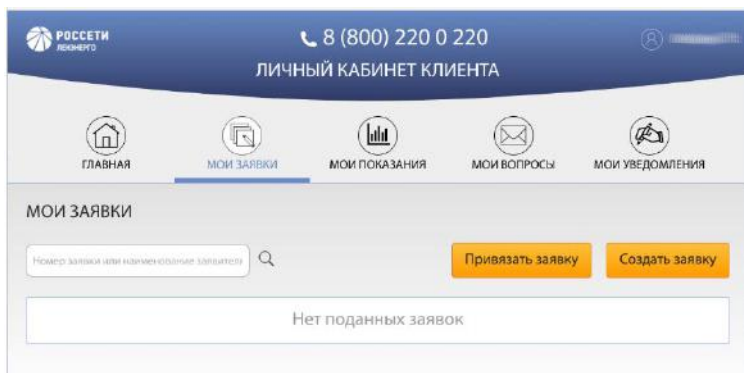 РОССЕТИ
ЛЕНЭНЕРГО
8 (800) 220 0 220
ЛИЧНЫЙ КАБИНЕТ КЛИЕНТА
ГЛАВНАЯ
МОИ ЗАЯВКИ
МОИ ПОКАЗАНИЯ
МОИ ВОПРОСЫ
МОИ УВЕДОМЛЕНИЯ
МОИ ЗАЯВКИ
Номер заявки или наименование заявителя
Привязать заявку
Создать заявку
Нет поданных заявок